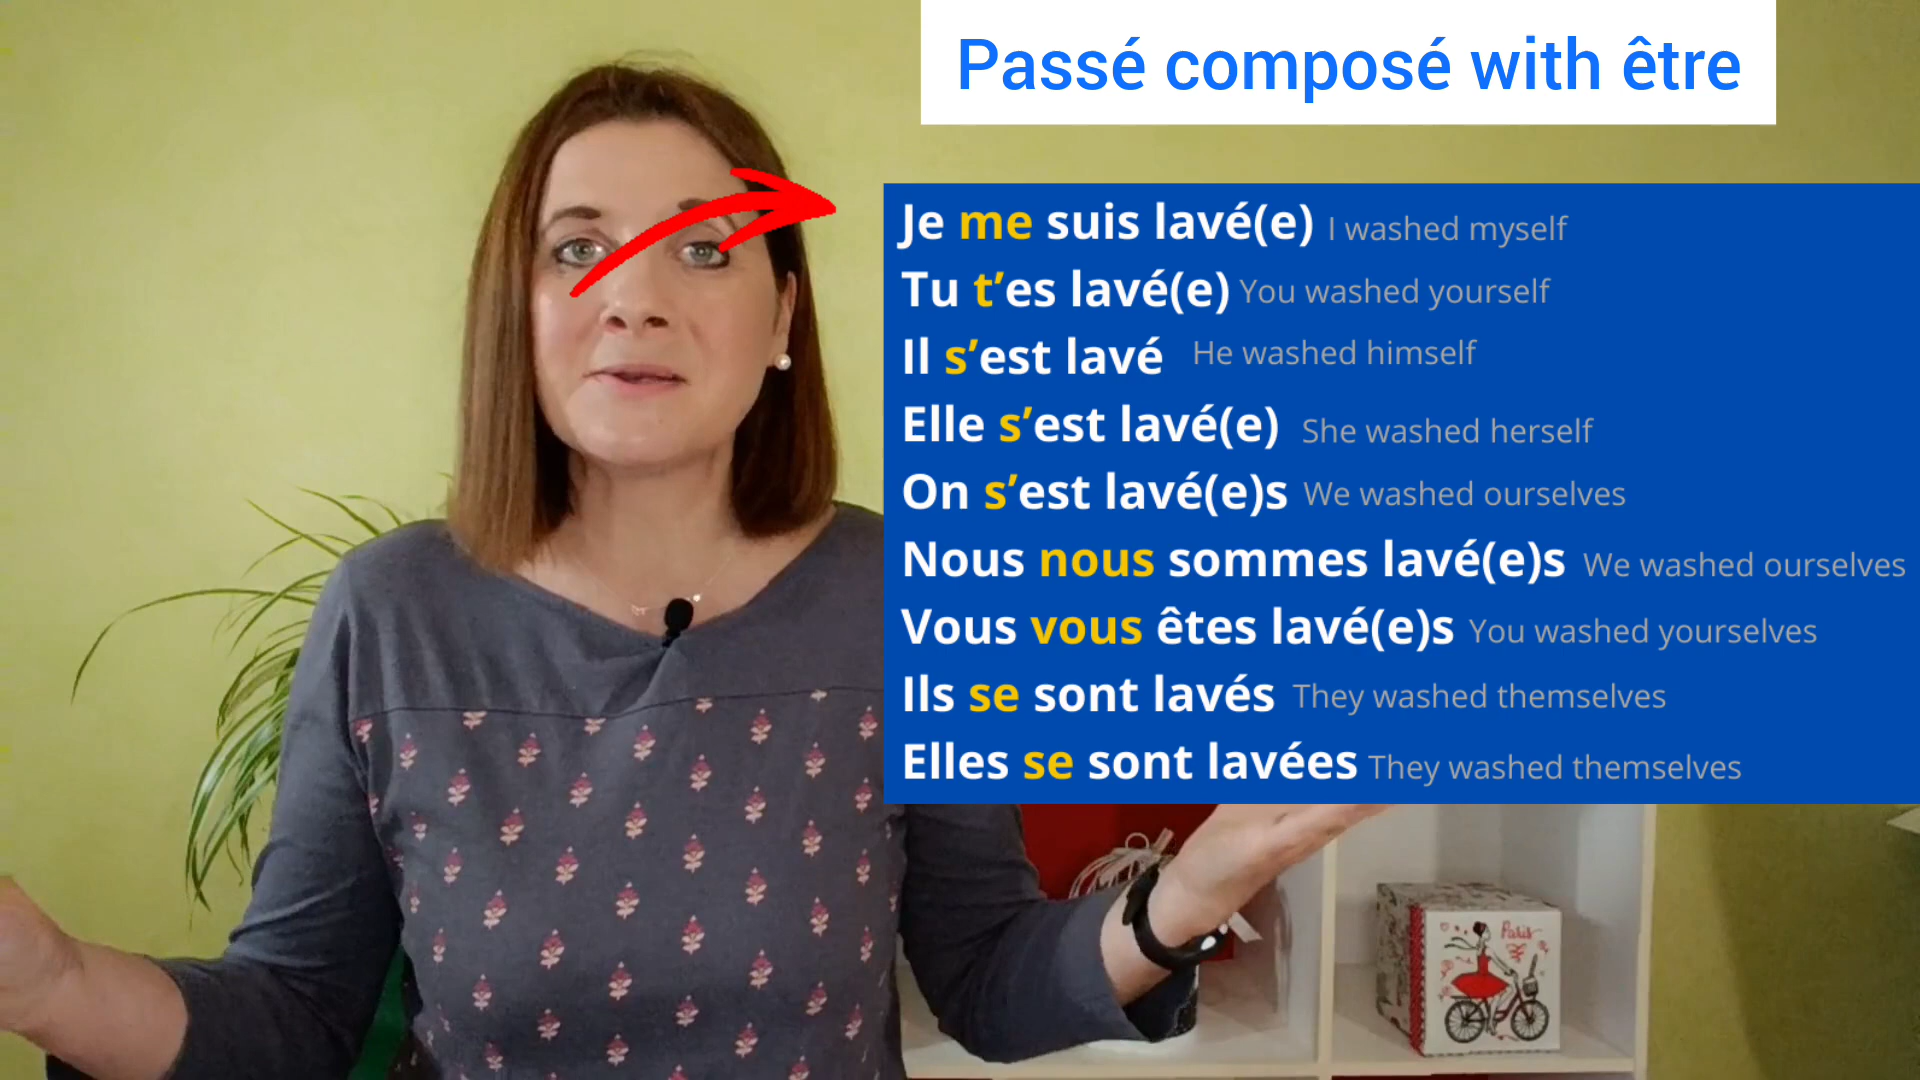 Passé composé with être
Je me suis lavé(e) I washed myself
Tu t’es lavé(e) You washed yourself
Il s’est lavé He washed himself
Elle s’est lavé(e) She washed herself
On s’est lavé(e)s We washed ourselves
Nous nous sommes lavé(e)s We washed ourselves
Vous vous êtes lavé(e)s You washed yourselves
Ils se sont lavés They washed themselves
Elles se sont lavées They washed themselves
Paris